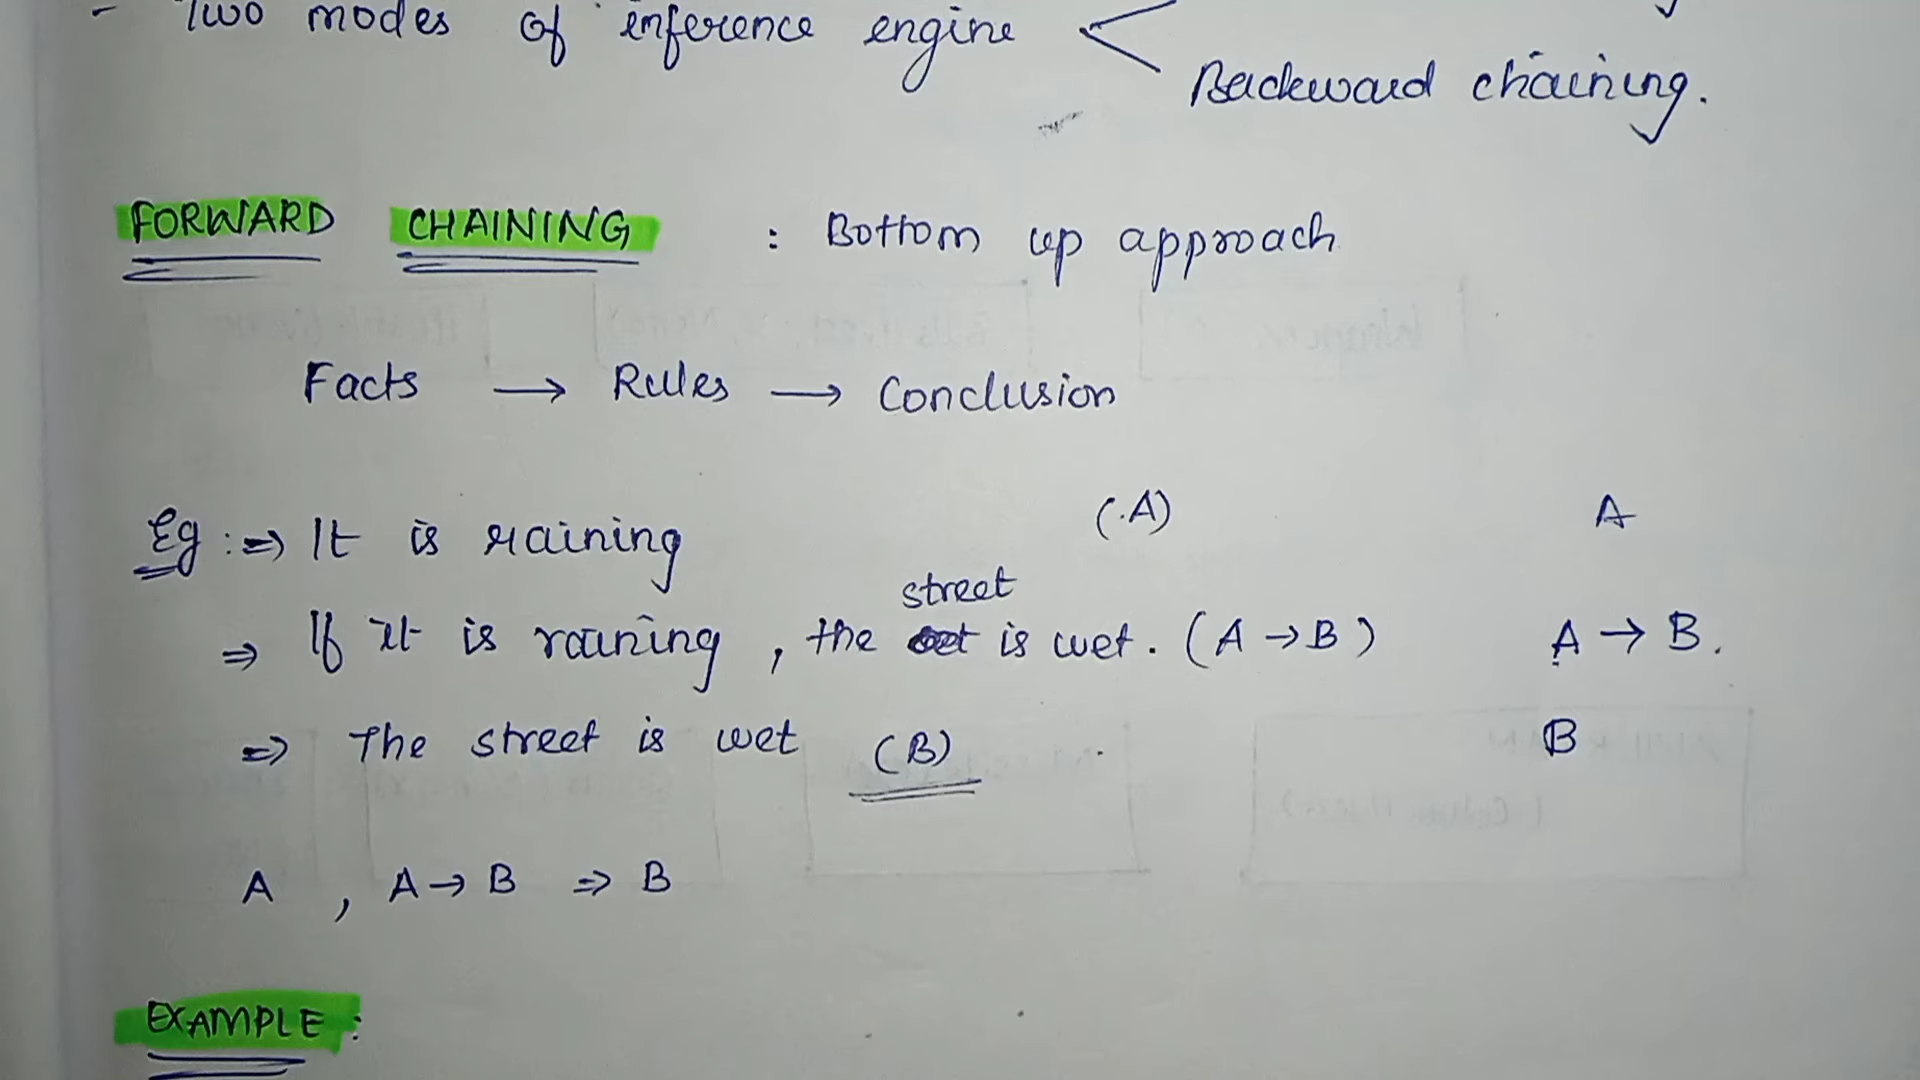 - Two modes of inference engine
Backward chaining.
FORWARD CHAINING : Bottom up approach
Facts → Rules → Conclusion
Eg :⇒ It is raining (A) A
street
⇒ If it is raining, the is wet. (A → B) A → B.
⇒ The street is wet (B) B
A , A → B ⇒ B
EXAMPLE :